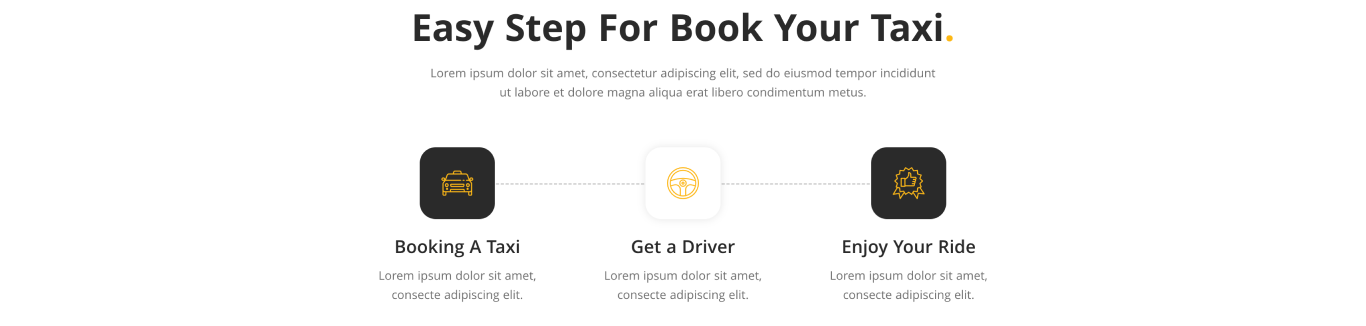 Easy Step For Book Your Taxi.
Lorem ipsum dolor sit amet, consectetur adipiscing elit, sed do eiusmod tempor incididunt
ut labore et dolore magna aliqua erat libero condimentum metus.
Booking A Taxi
Lorem ipsum dolor sit amet,
consecte adipiscing elit.
Get a Driver
Lorem ipsum dolor sit amet,
consecte adipiscing elit.
Enjoy Your Ride
Lorem ipsum dolor sit amet,
consecte adipiscing elit.